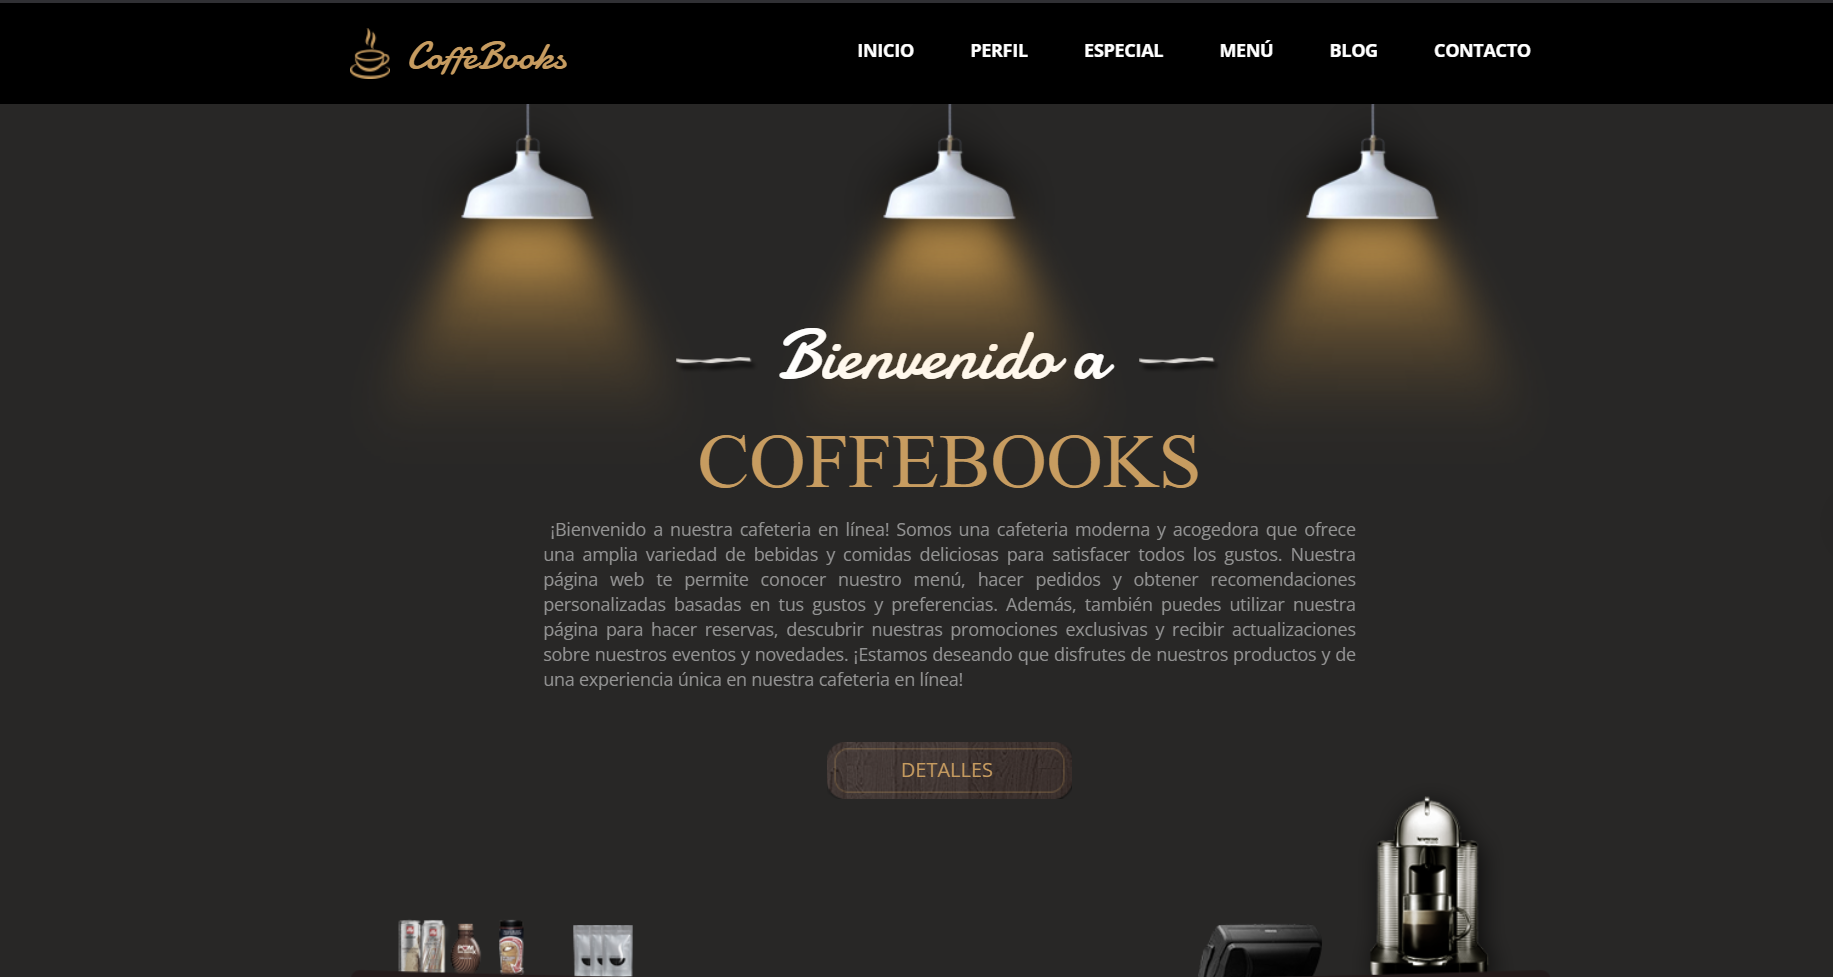 CoffeBooks
INICIO PERFIL ESPECIAL MENÚ BLOG CONTACTO
Bienvenido a
COFFEBOOKS
¡Bienvenido a nuestra cafeteria en línea! Somos una cafeteria moderna y acogedora que ofrece
una amplia variedad de bebidas y comidas deliciosas para satisfacer todos los gustos. Nuestra
página web te permite conocer nuestro menú, hacer pedidos y obtener recomendaciones
personalizadas basadas en tus gustos y preferencias. Además, también puedes utilizar nuestra
página para hacer reservas, descubrir nuestras promociones exclusivas y recibir actualizaciones
sobre nuestros eventos y novedades. ¡Estamos deseando que disfrutes de nuestros productos y de
una experiencia única en nuestra cafeteria en línea!
DETALLES